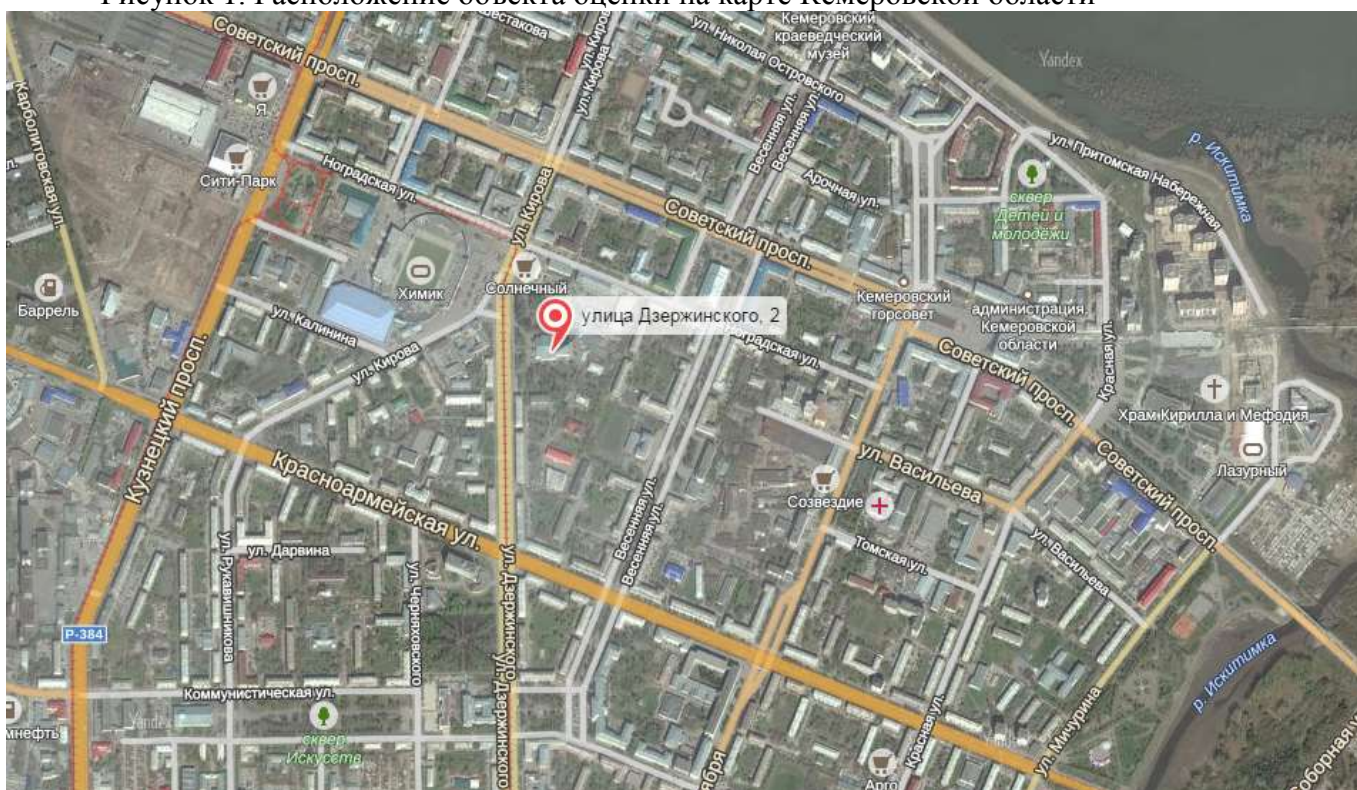 Рисунок 1. Расположение объекта оценки на карте Кемеровской области
Советский просп.
ул. Кирова
ул. Кирова
ул. Николая Островского
Кемеровский
краеведческий
музей
Yandex
Карболитовская ул.
Я
Сити-Парк
Ноградская ул.
Весенняя ул.
Весенняя ул.
Арочная ул.
ул. Притомская Набережная
р. Искитимка
сквер
Детей и
молодёжи
Советский просп.
Баррель
Химик
Солнечный
улица Дзержинского, 2
Кемеровский
горсовет
администрация
Кемеровской
области
ул. Калинина
ул. Кирова
Кузнецкий просп.
Советский просп.
Красная ул.
Храм Кирилла и Мефодия
Лазурный
Красноармейская ул.
Созвездие
ул. Васильева
Советский просп.
Весенняя ул.
Весенняя ул.
Томская ул.
ул. Васильева
ул. Дарвина
ул. Рукавишникова
ул. Черняховского
ул. Дзержинского
ул. Дзержинского
Р-384
Коммунистическая ул.
Yandex
сквер
Искусств
Красная ул.
ул. Мичурина
р. Искитимка
Арго